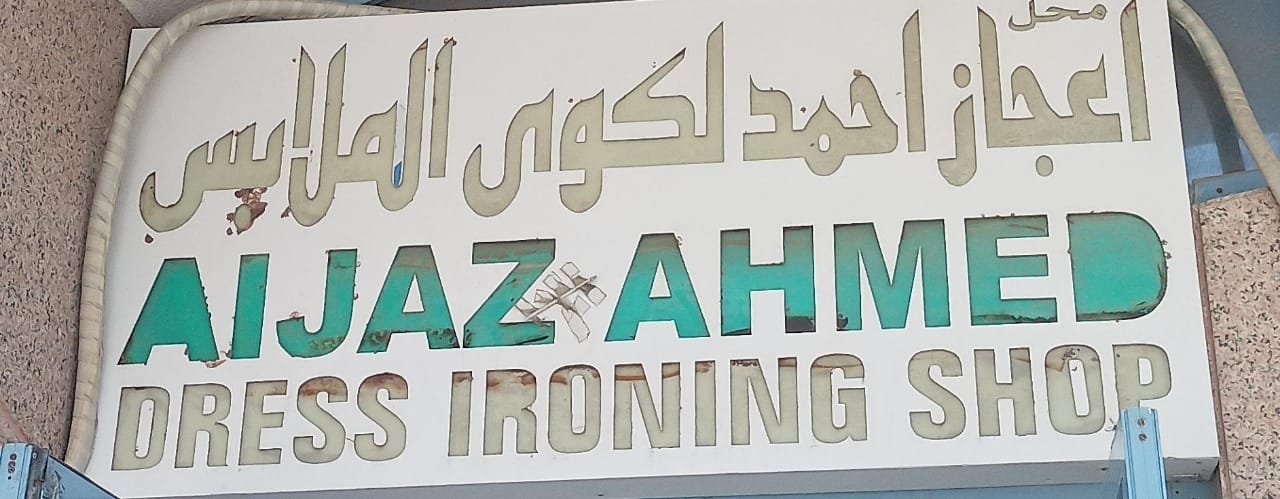 محل
اعجاز احمد لكوى الملابس
AIJAZ AHMED
DRESS IRONING SHOP